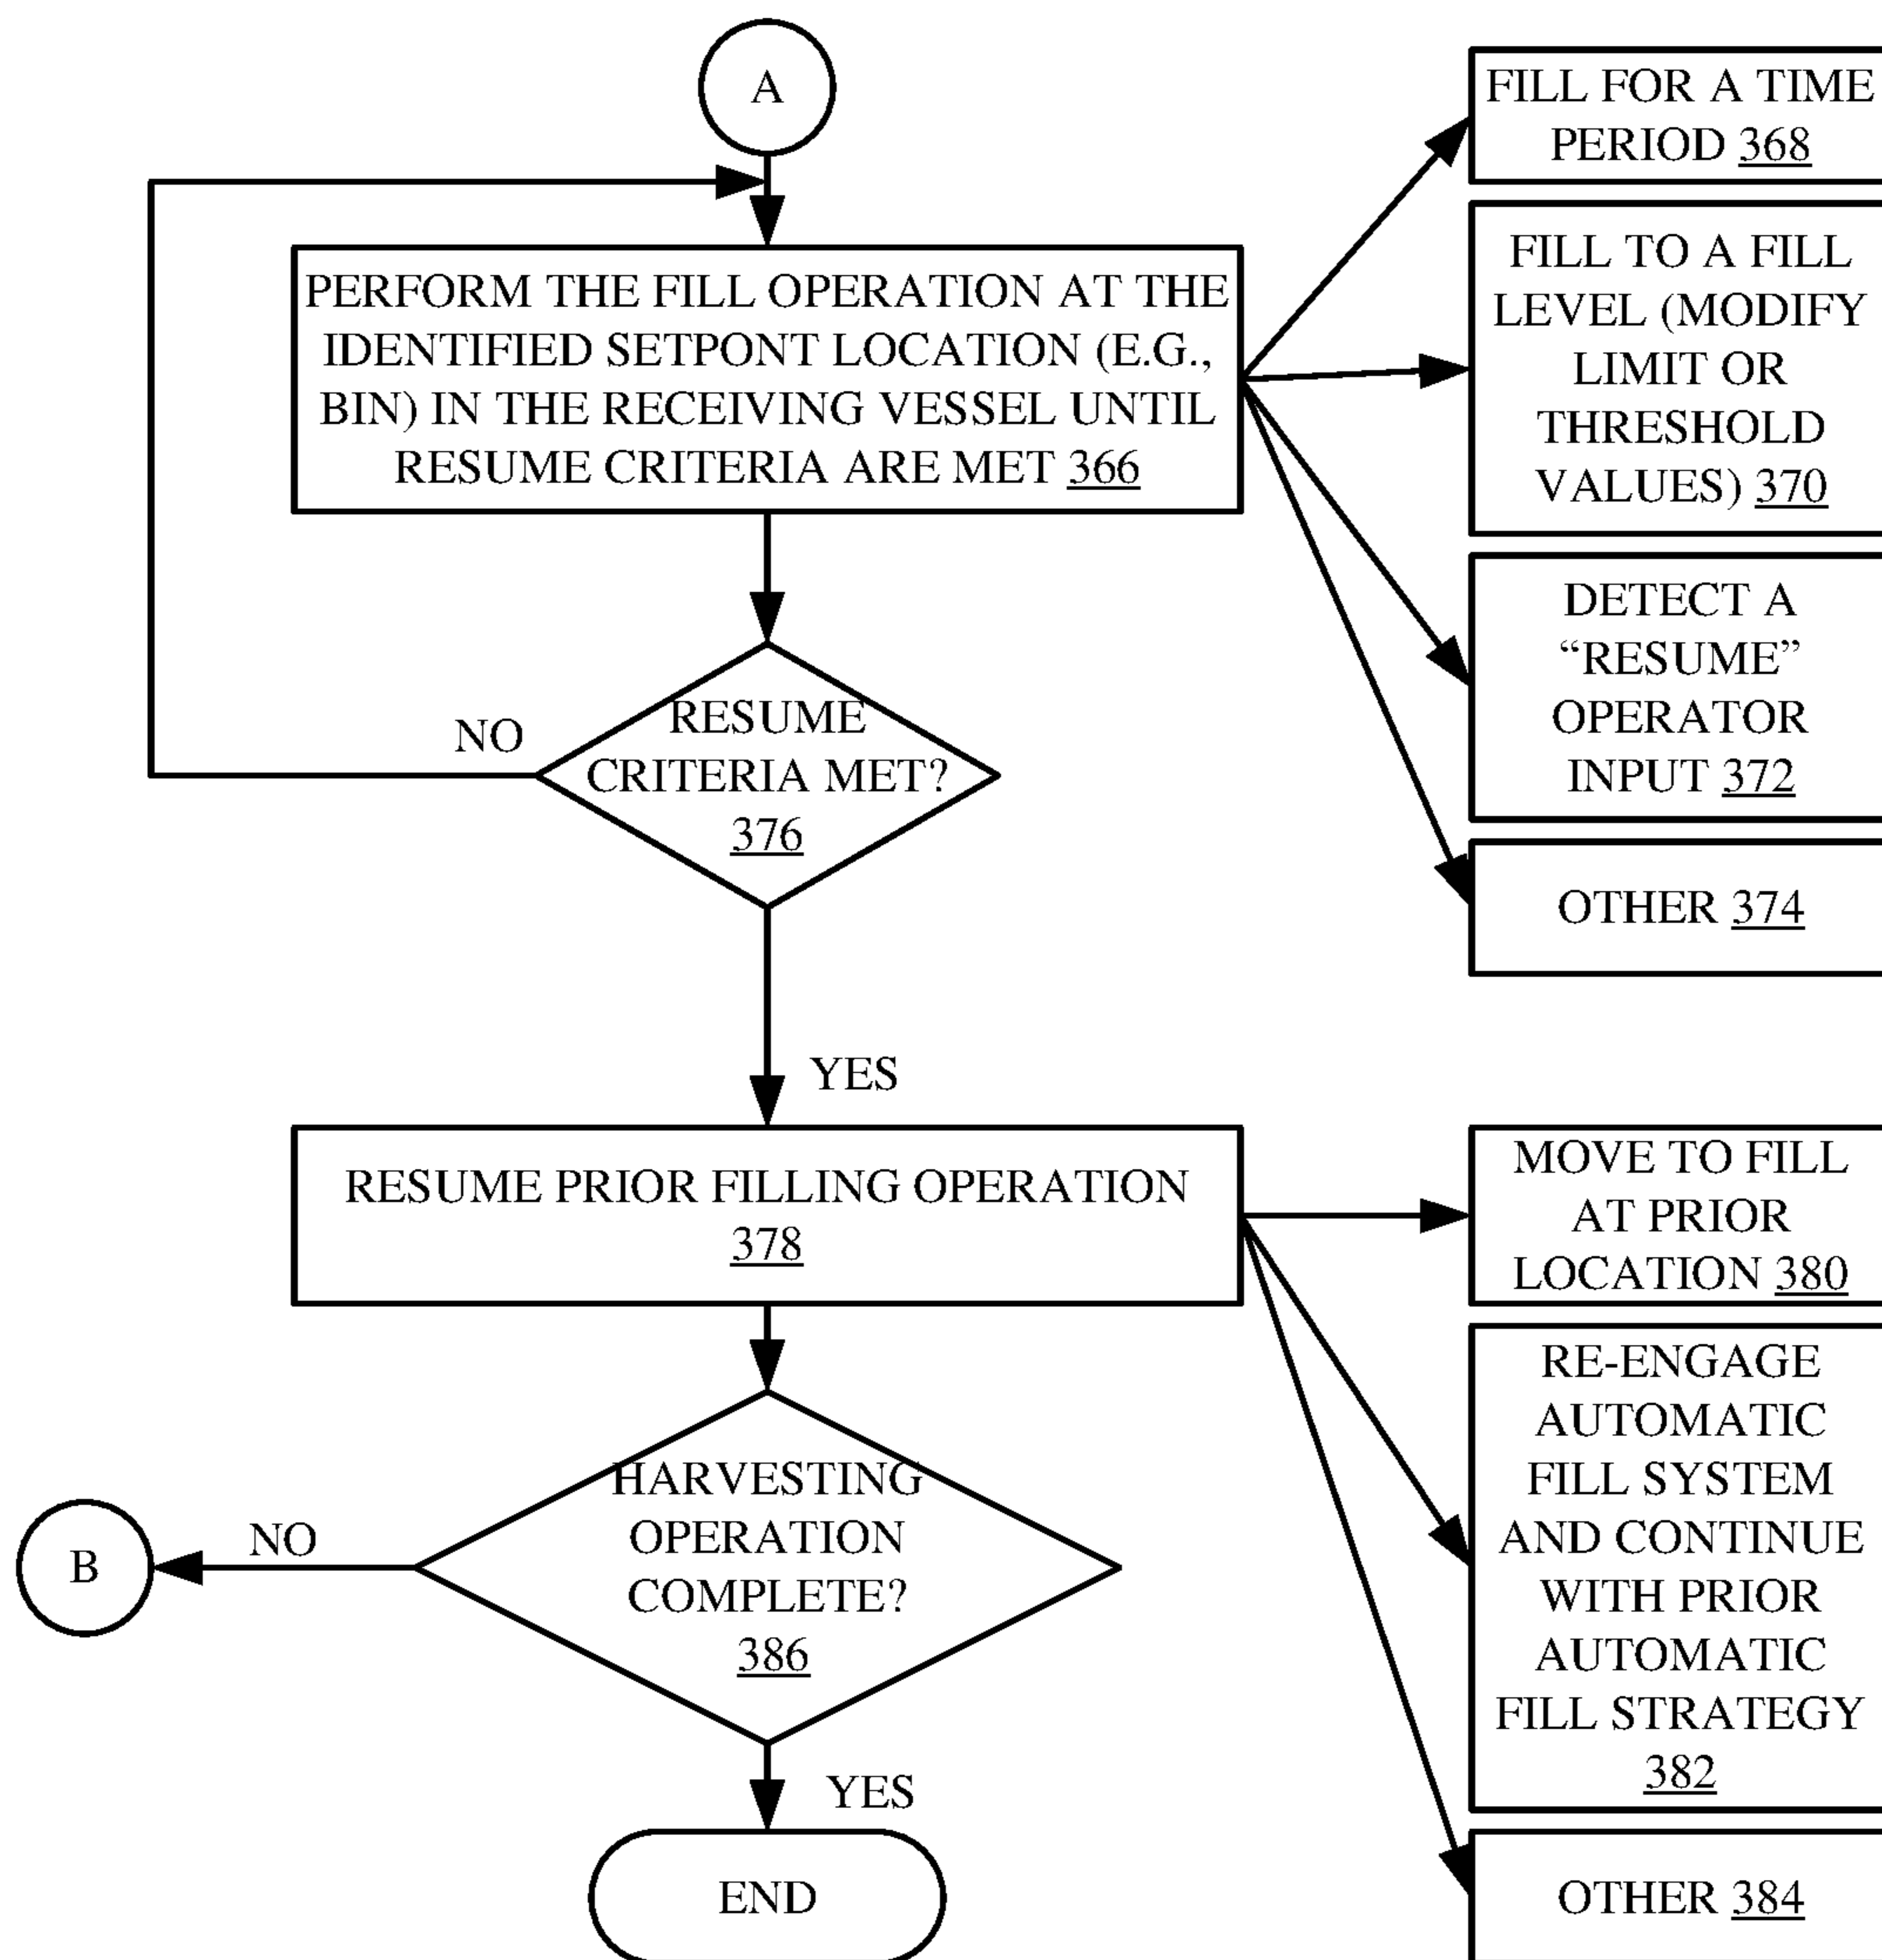 A
FILL FOR A TIME
PERIOD 368
PERFORM THE FILL OPERATION AT THE
IDENTIFIED SETPONT LOCATION (E.G.,
BIN) IN THE RECEIVING VESSEL UNTIL
RESUME CRITERIA ARE MET 366
FILL TO A FILL
LEVEL (MODIFY
LIMIT OR
THRESHOLD
VALUES) 370
DETECT A
“RESUME”
OPERATOR
INPUT 372
OTHER 374
NO
RESUME
CRITERIA MET?
376
YES
RESUME PRIOR FILLING OPERATION
378
MOVE TO FILL
AT PRIOR
LOCATION 380
RE-ENGAGE
AUTOMATIC
FILL SYSTEM
AND CONTINUE
WITH PRIOR
AUTOMATIC
FILL STRATEGY
382
OTHER 384
HARVESTING
OPERATION
COMPLETE?
386
NO
B
YES
END